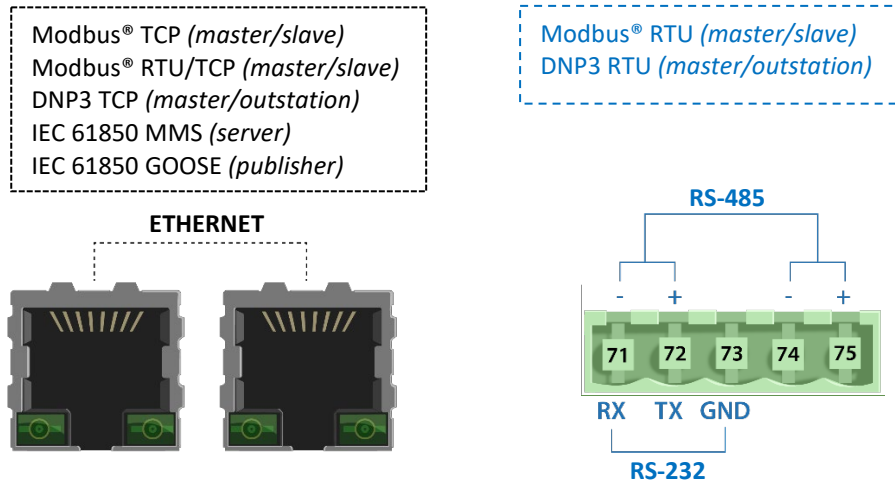 Modbus® TCP (master/slave)
Modbus® RTU/TCP (master/slave)
DNP3 TCP (master/outstation)
IEC 61850 MMS (server)
IEC 61850 GOOSE (publisher)
Modbus® RTU (master/slave)
DNP3 RTU (master/outstation)
ETHERNET
RS-485
- + - +
71 72 73 74 75
RX TX GND
RS-232